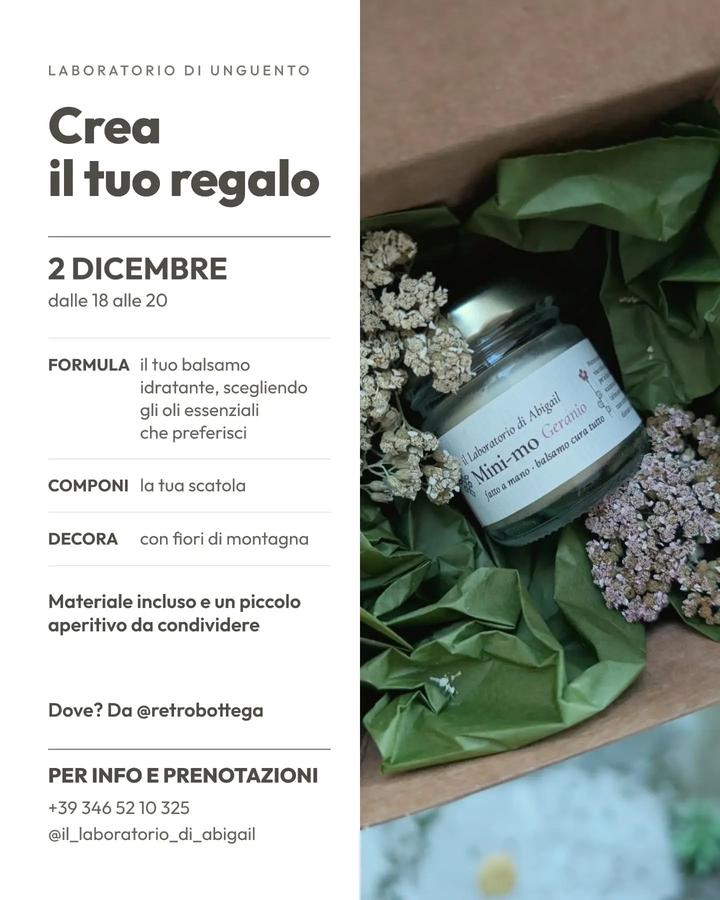 LABORATORIO DI UNGUENTO
Crea
il tuo regalo
2 DICEMBRE
dalle 18 alle 20
FORMULA il tuo balsamo
idratante, scegliendo
gli oli essenziali
che preferisci
COMPONI la tua scatola
DECORA con fiori di montagna
Materiale incluso e un piccolo
aperitivo da condividere
Dove? Da @retrobottega
PER INFO E PRENOTAZIONI
+39 346 52 10 325
@il_laboratorio_di_abigail
il Laboratorio di Abigail
Mini-mo Geranio
fatto a mano · balsamo cura tutto